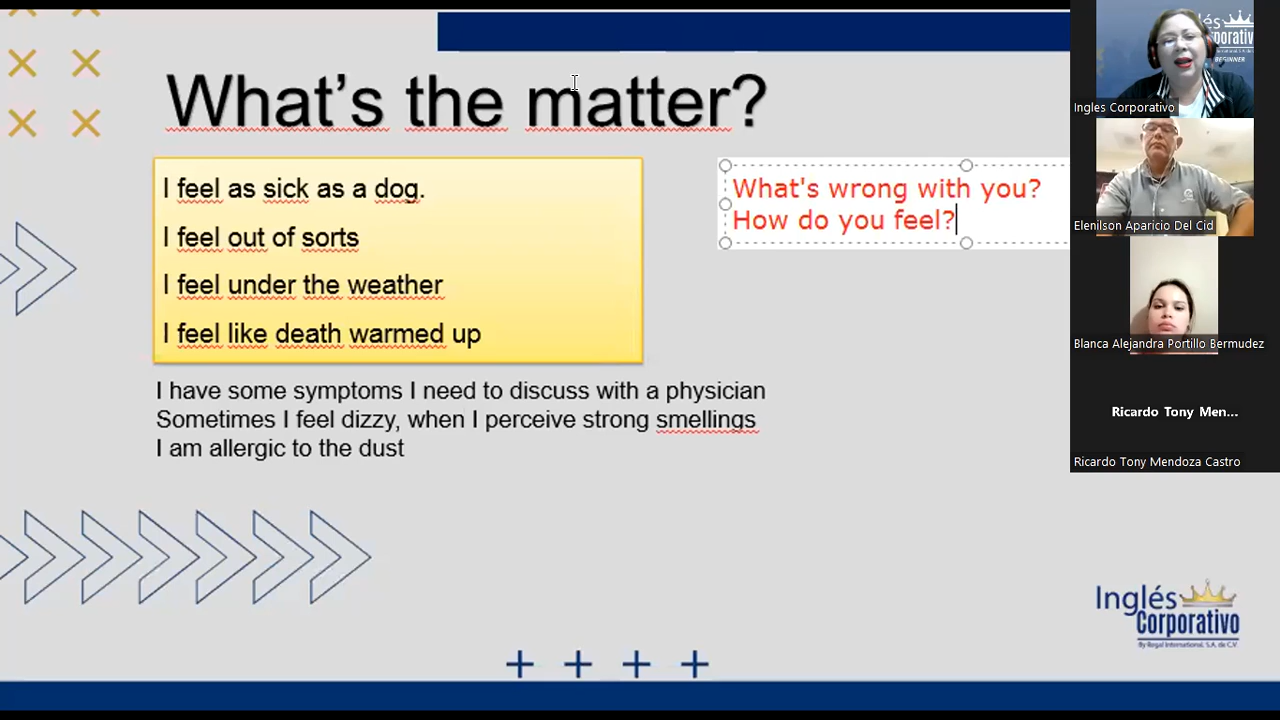 What's the matter?
I feel as sick as a dog.
I feel out of sorts
I feel under the weather
I feel like death warmed up
What's wrong with you?
How do you feel?
I have some symptoms I need to discuss with a physician
Sometimes I feel dizzy, when I perceive strong smellings
I am allergic to the dust
Inglés
Corporativo
By Regal International, S.A. de C.V.
és
porativo
BEGINNER
Ingles Corporativo
Elenilson Aparicio Del Cid
Blanca Alejandra Portillo Bermudez
Ricardo Tony Men...
Ricardo Tony Mendoza Castro